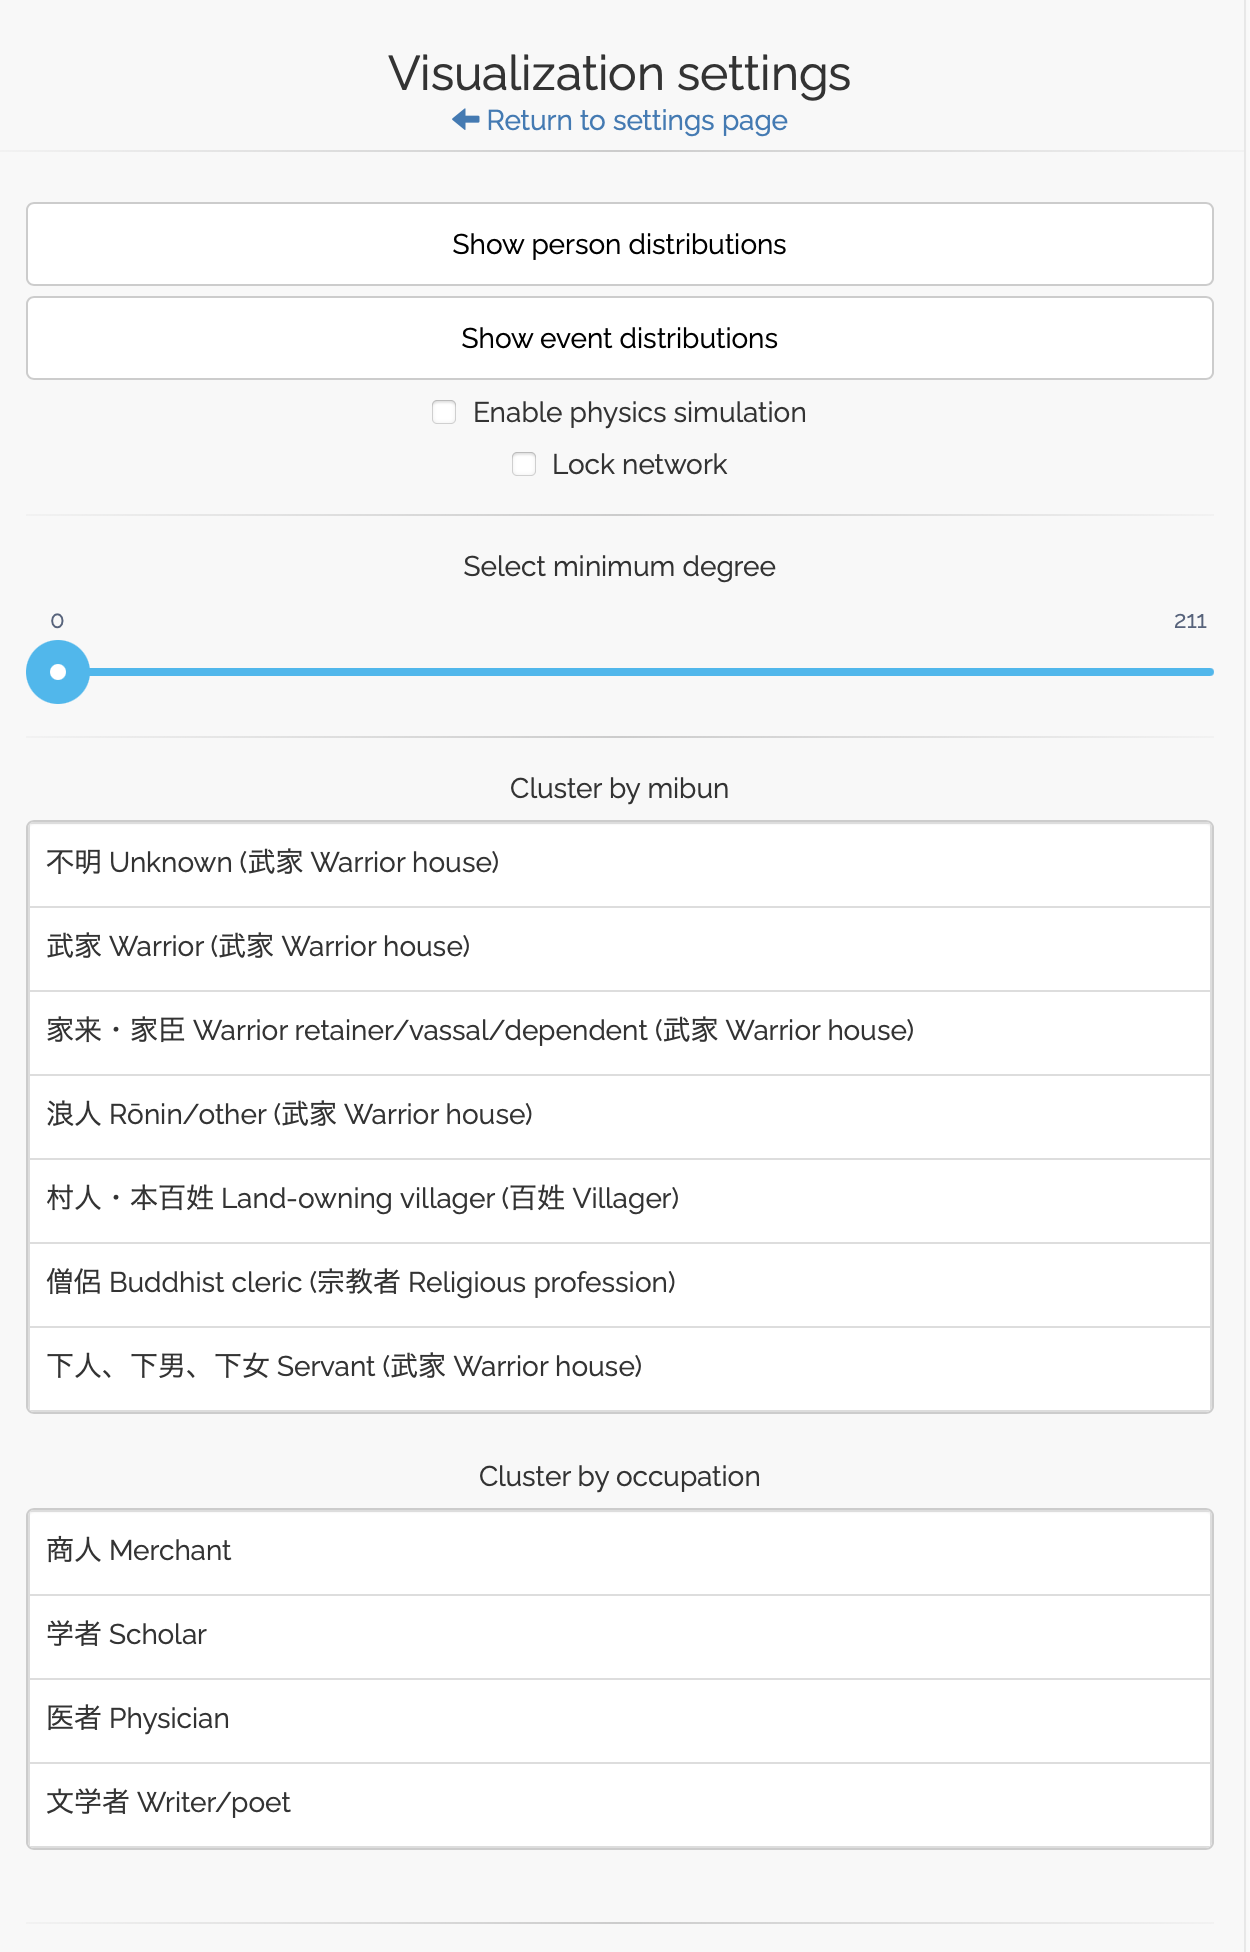 Visualization settings
Return to settings page
Show person distributions
Show event distributions
Enable physics simulation
Lock network
Select minimum degree
0 211
Cluster by mibun
不明 Unknown (武家 Warrior house)
武家 Warrior (武家 Warrior house)
家来・家臣 Warrior retainer/vassal/dependent (武家 Warrior house)
浪人 Rōnin/other (武家 Warrior house)
村人・本百姓 Land-owning villager (百姓 Villager)
僧侶 Buddhist cleric (宗教者 Religious profession)
下人、下男、下女 Servant (武家 Warrior house)
Cluster by occupation
商人 Merchant
学者 Scholar
医者 Physician
文学者 Writer/poet